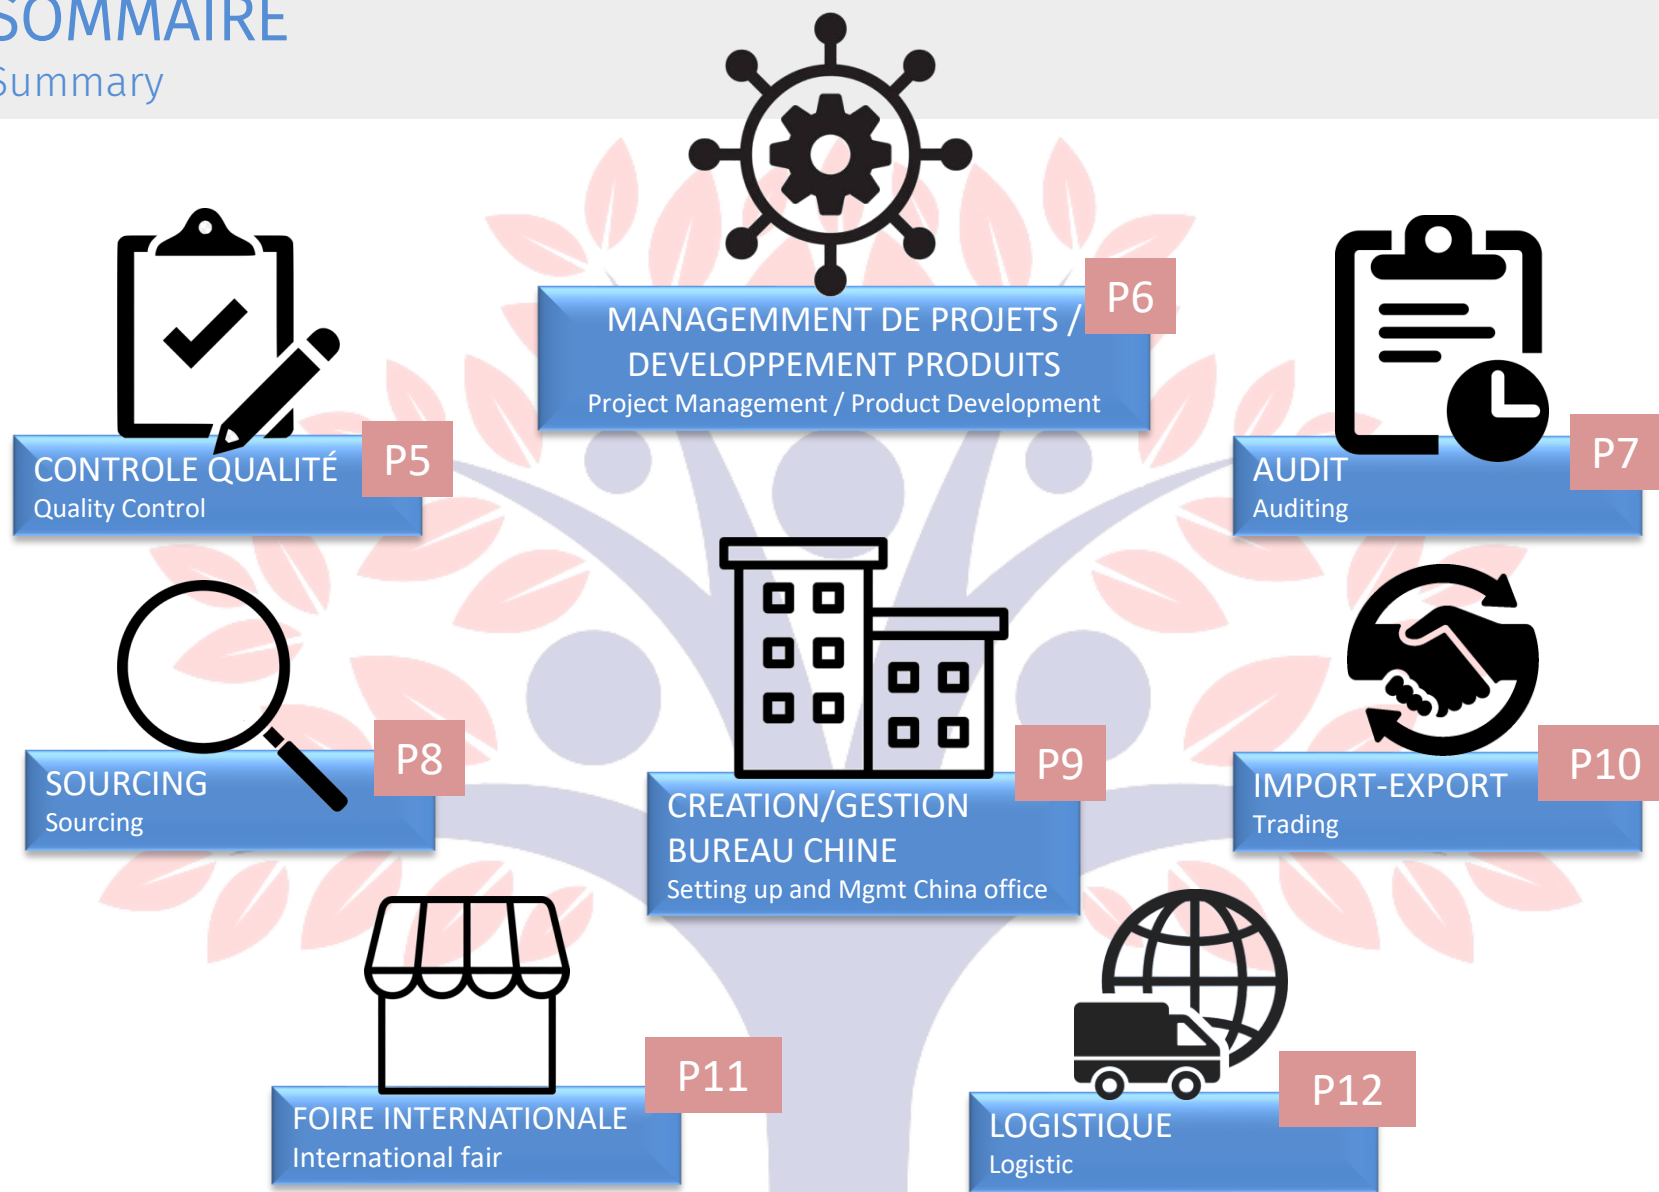 SOMMAIRE
Summary
MANAGEMMENT DE PROJETS /
DEVELOPPEMENT PRODUITS
Project Management / Product Development
P6
CONTROLE QUALITÉ
Quality Control
P5
AUDIT
Auditing
P7
SOURCING
Sourcing
P8
CREATION/GESTION
BUREAU CHINE
Setting up and Mgmt China office
P9
IMPORT-EXPORT
Trading
P10
FOIRE INTERNATIONALE
International fair
P11
LOGISTIQUE
Logistic
P12